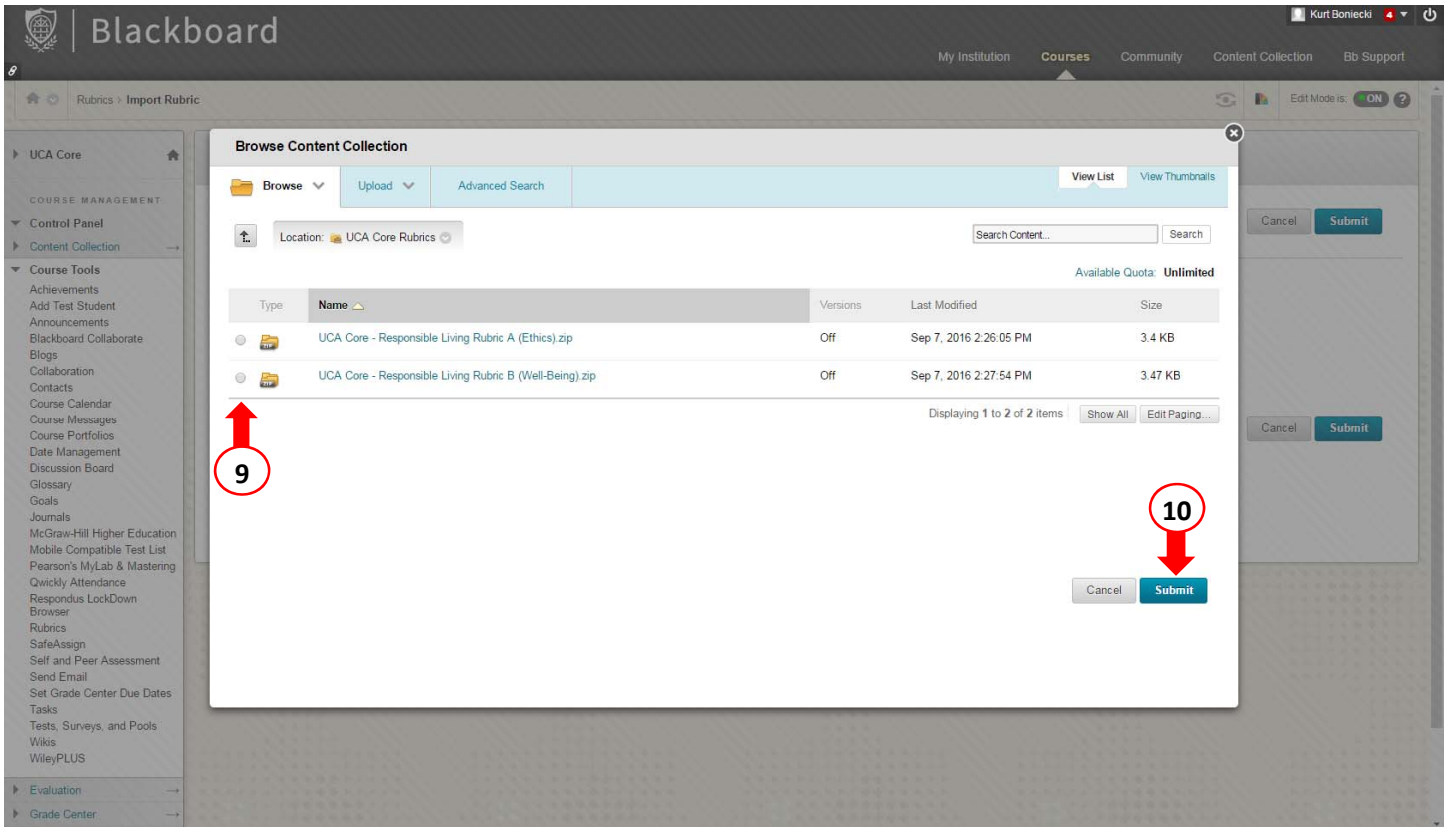 Blackboard
Kurt Boniecki 4
My Institution Courses Community Content Collection Bb Support
Rubrics > Import Rubric
Edit Mode is: ON ?
UCA Core
COURSE MANAGEMENT
Control Panel
Content Collection
Course Tools
Achievements
Add Test Student
Announcements
Blackboard Collaborate
Blogs
Collaboration
Contacts
Course Calendar
Course Messages
Course Portfolios
Date Management
Discussion Board
Glossary
Goals
Journals
McGraw-Hill Higher Education
Mobile Compatible Test List
Pearson's MyLab & Mastering
Qwickly Attendance
Respondus LockDown
Browser
Rubrics
SafeAssign
Self and Peer Assessment
Send Email
Set Grade Center Due Dates
Tasks
Tests, Surveys, and Pools
Wikis
WileyPLUS
Evaluation
Grade Center
Browse Content Collection
Browse Upload Advanced Search
View List View Thumbnails
Location: UCA Core Rubrics
Search Content... Search
Available Quota: Unlimited
Type Name Versions Last Modified Size
UCA Core - Responsible Living Rubric A (Ethics).zip Off Sep 7, 2016 2:26:05 PM 3.4 KB
UCA Core - Responsible Living Rubric B (Well-Being).zip Off Sep 7, 2016 2:27:54 PM 3.47 KB
Displaying 1 to 2 of 2 items Show All Edit Paging...
9
10
Cancel Submit
Cancel Submit
Cancel Submit